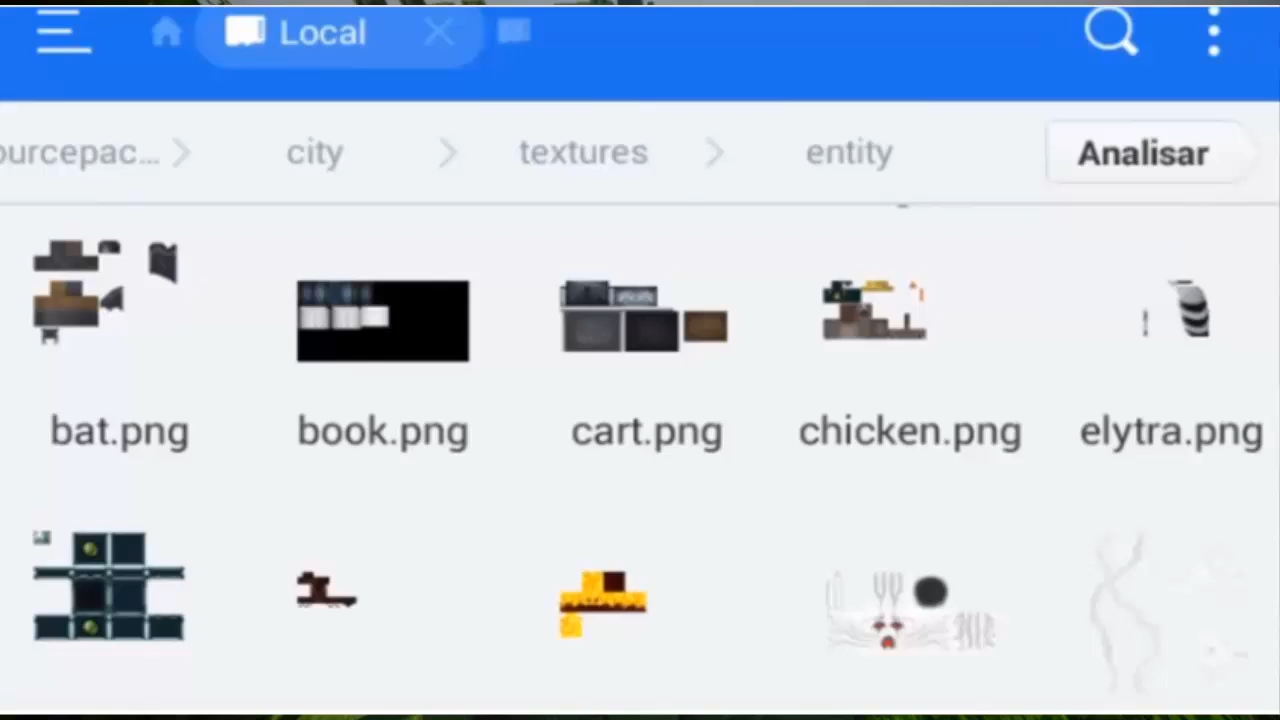 Local
ourcepac... city textures entity Analisar
bat.png book.png cart.png chicken.png elytra.png